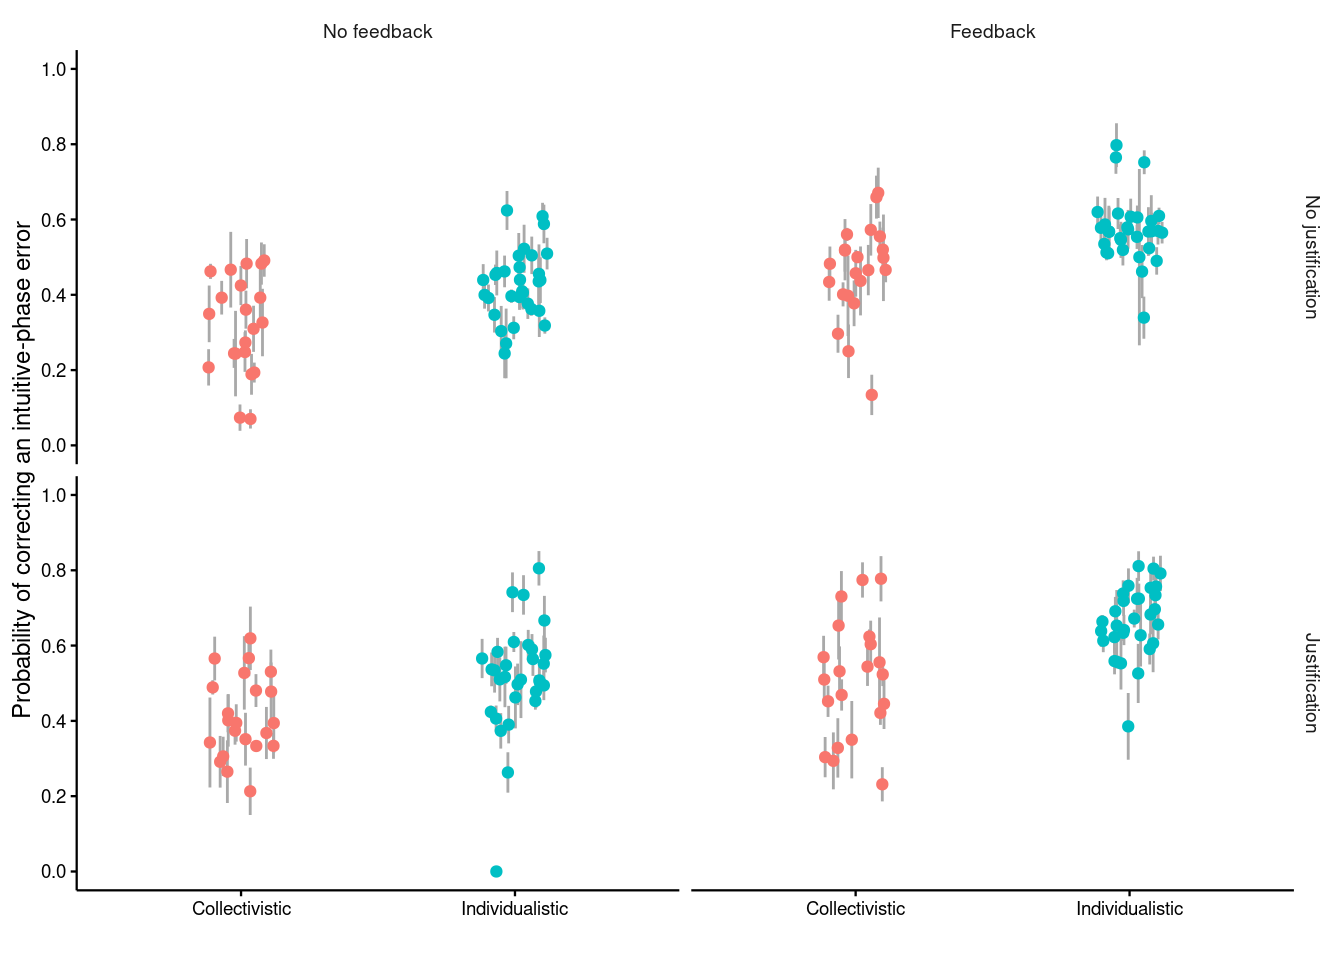 No feedback
Feedback
Probability of correcting an intuitive-phase error
1.0
0.8
0.6
0.4
0.2
0.0
No justification
1.0
0.8
0.6
0.4
0.2
0.0
Justification
Collectivistic
Individualistic
Collectivistic
Individualistic